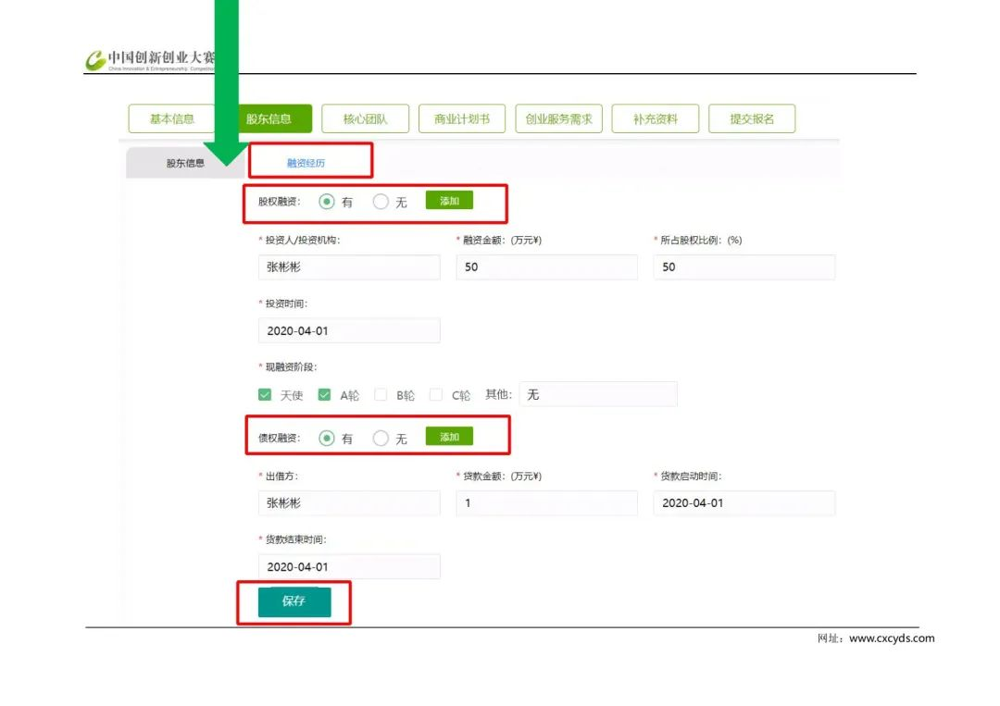 中国创新创业大赛
China Innovation & Entrepreneurship Competition
基本信息 股东信息 核心团队 商业计划书 创业服务需求 补充资料 提交报名
股东信息 融资经历
股权融资: 有 无 添加
* 投资人/投资机构: * 融资金额: (万元¥) * 所占股权比例: (%)
张彬彬 50 50
* 投资时间:
2020-04-01
* 现融资阶段:
天使 A轮 B轮 C轮 其他: 无
债权融资: 有 无 添加
* 出借方: * 贷款金额: (万元¥) * 货款启动时间:
张彬彬 1 2020-04-01
* 货款结束时间:
2020-04-01
保存
网址：www.cxcyds.com